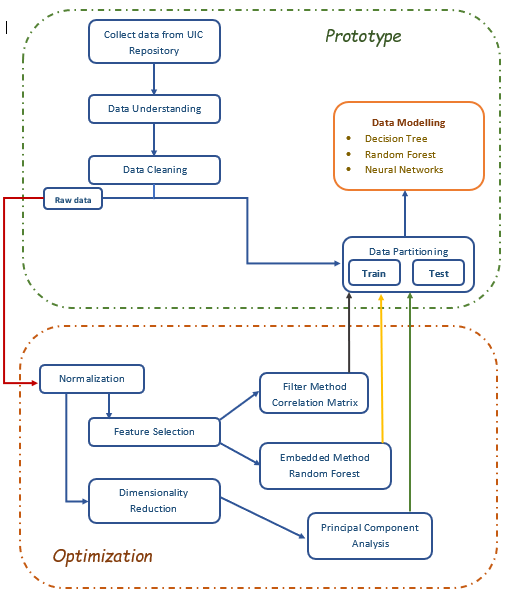 Prototype
Collect data from UIC
Repository
Data Understanding
Data Cleaning
Raw data
Data Modelling
• Decision Tree
• Random Forest
• Neural Networks
Data Partitioning
Train
Test
Normalization
Feature Selection
Filter Method
Correlation Matrix
Embedded Method
Random Forest
Dimensionality
Reduction
Principal Component
Analysis
Optimization